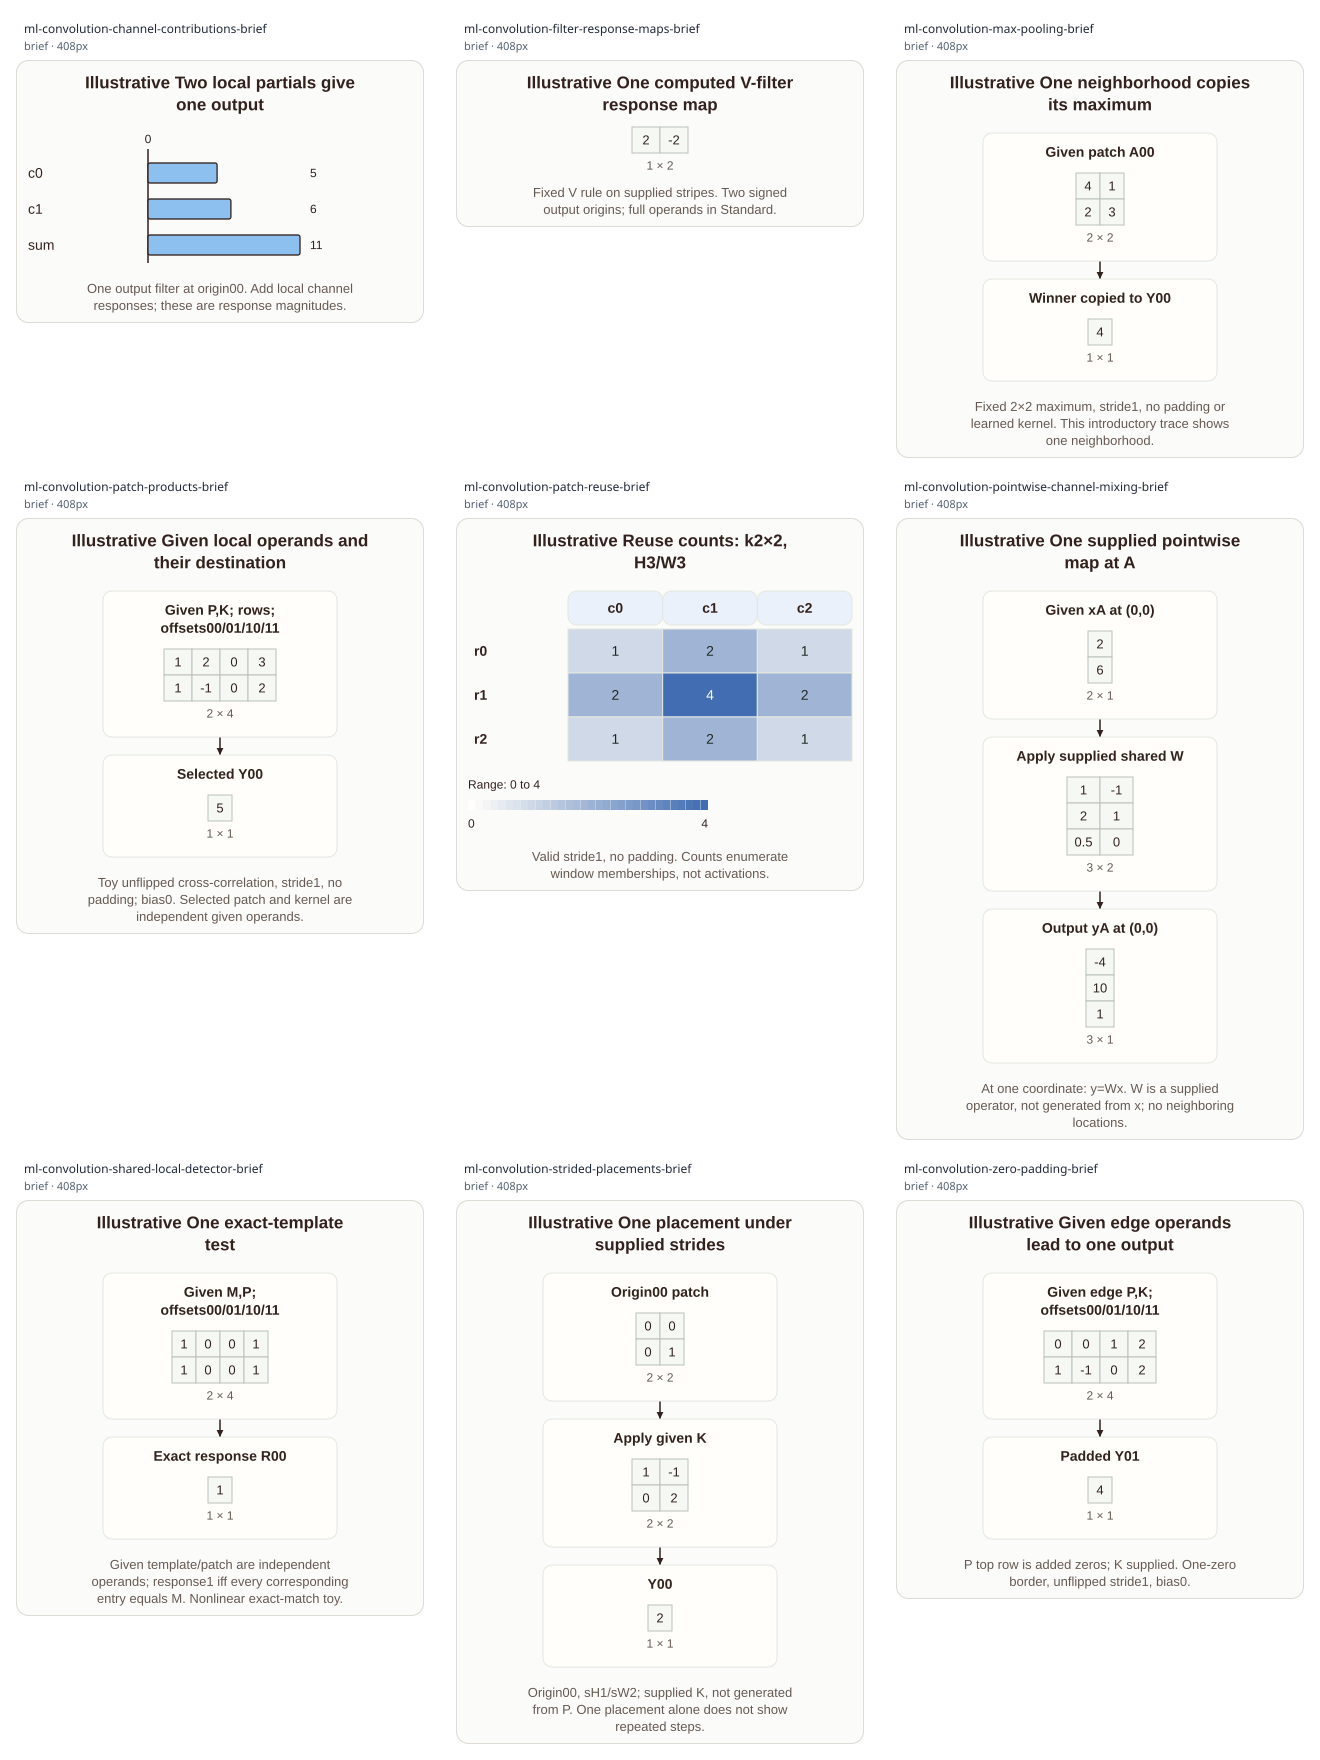 ml-convolution-channel-contributions-brief
brief · 408px
Illustrative Two local partials give
one output
0
c0
5
c1
6
sum
11
One output filter at origin00. Add local channel
responses; these are response magnitudes.
ml-convolution-filter-response-maps-brief
brief · 408px
Illustrative One computed V-filter
response map
2 -2
1 × 2
Fixed V rule on supplied stripes. Two signed
output origins; full operands in Standard.
ml-convolution-max-pooling-brief
brief · 408px
Illustrative One neighborhood copies
its maximum
Given patch A00
4 1
2 3
2 × 2
Winner copied to Y00
4
1 × 1
Fixed 2×2 maximum, stride1, no padding or
learned kernel. This introductory trace shows
one neighborhood.
ml-convolution-patch-products-brief
brief · 408px
Illustrative Given local operands and
their destination
Given P,K; rows;
offsets00/01/10/11
1 2 0 3
1 -1 0 2
2 × 4
Selected Y00
5
1 × 1
Toy unflipped cross-correlation, stride1, no
padding; bias0. Selected patch and kernel are
independent given operands.
ml-convolution-patch-reuse-brief
brief · 408px
Illustrative Reuse counts: k2×2,
H3/W3
c0 c1 c2
r0 1 2 1
r1 2 4 2
r2 1 2 1
Range: 0 to 4
0 4
Valid stride1, no padding. Counts enumerate
window memberships, not activations.
ml-convolution-pointwise-channel-mixing-brief
brief · 408px
Illustrative One supplied pointwise
map at A
Given xA at (0,0)
2
6
2 × 1
Apply supplied shared W
1 -1
2 1
0.5 0
3 × 2
Output yA at (0,0)
-4
10
1
3 × 1
At one coordinate: y=Wx. W is a supplied
operator, not generated from x; no neighboring
locations.
ml-convolution-shared-local-detector-brief
brief · 408px
Illustrative One exact-template
test
Given M,P;
offsets00/01/10/11
1 0 0 1
1 0 0 1
2 × 4
Exact response R00
1
1 × 1
Given template/patch are independent
operands; response1 iff every corresponding
entry equals M. Nonlinear exact-match toy.
ml-convolution-strided-placements-brief
brief · 408px
Illustrative One placement under
supplied strides
Origin00 patch
0 0
0 1
2 × 2
Apply given K
1 -1
0 2
2 × 2
Y00
2
1 × 1
Origin00, sH1/sW2; supplied K, not generated
from P. One placement alone does not show
repeated steps.
ml-convolution-zero-padding-brief
brief · 408px
Illustrative Given edge operands
lead to one output
Given edge P,K;
offsets00/01/10/11
0 0 1 2
1 -1 0 2
2 × 4
Padded Y01
4
1 × 1
P top row is added zeros; K supplied. One-zero
border, unflipped stride1, bias0.